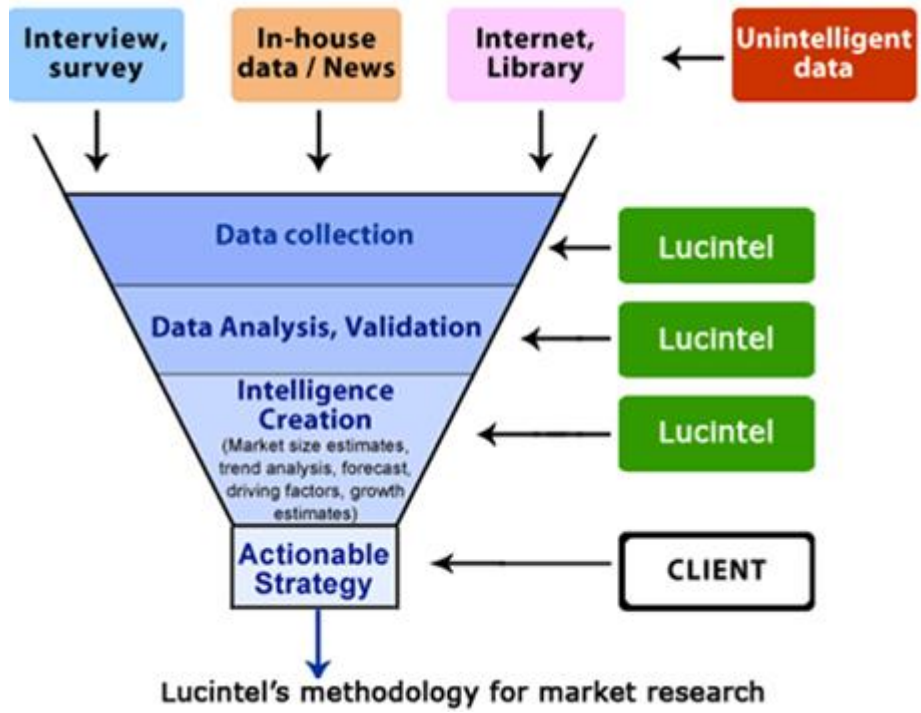 Interview,
survey
In-house
data / News
Internet,
Library
Unintelligent
data
Data collection
Lucintel
Data Analysis, Validation
Lucintel
Intelligence
Creation
(Market size estimates,
trend analysis, forecast,
driving factors, growth
estimates)
Lucintel
Actionable
Strategy
CLIENT
Lucintel's methodology for market research